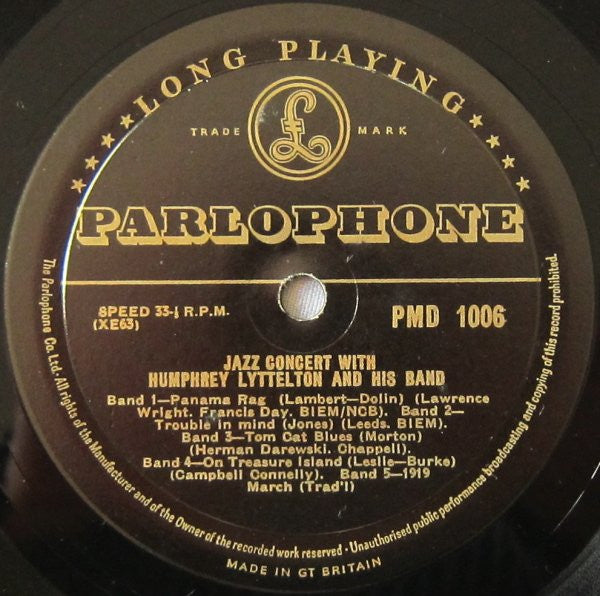 LONG PLAYING
TRADE MARK
£
PARLOPHONE
SPEED 33-⅓ R.P.M.
(XE63)
PMD 1006
JAZZ CONCERT WITH
HUMPHREY LYTTELTON AND HIS BAND
Band 1—Panama Rag (Lambert—Dolin) (Lawrence
Wright. Francis Day. BIEM/NCB). Band 2—
Trouble in mind (Jones) (Leeds. BIEM).
Band 3—Tom Cat Blues (Morton)
(Herman Darewski. Chappell).
Band 4—On Treasure Island (Leslie—Burke)
(Campbell Connelly). Band 5—1919
March (Trad'l)
The Parlophone Co. Ltd · All rights of the Manufacturer and of the Owner of the recorded work reserved · Unauthorised public performance broadcasting and copying of this record prohibited.
MADE IN GT BRITAIN